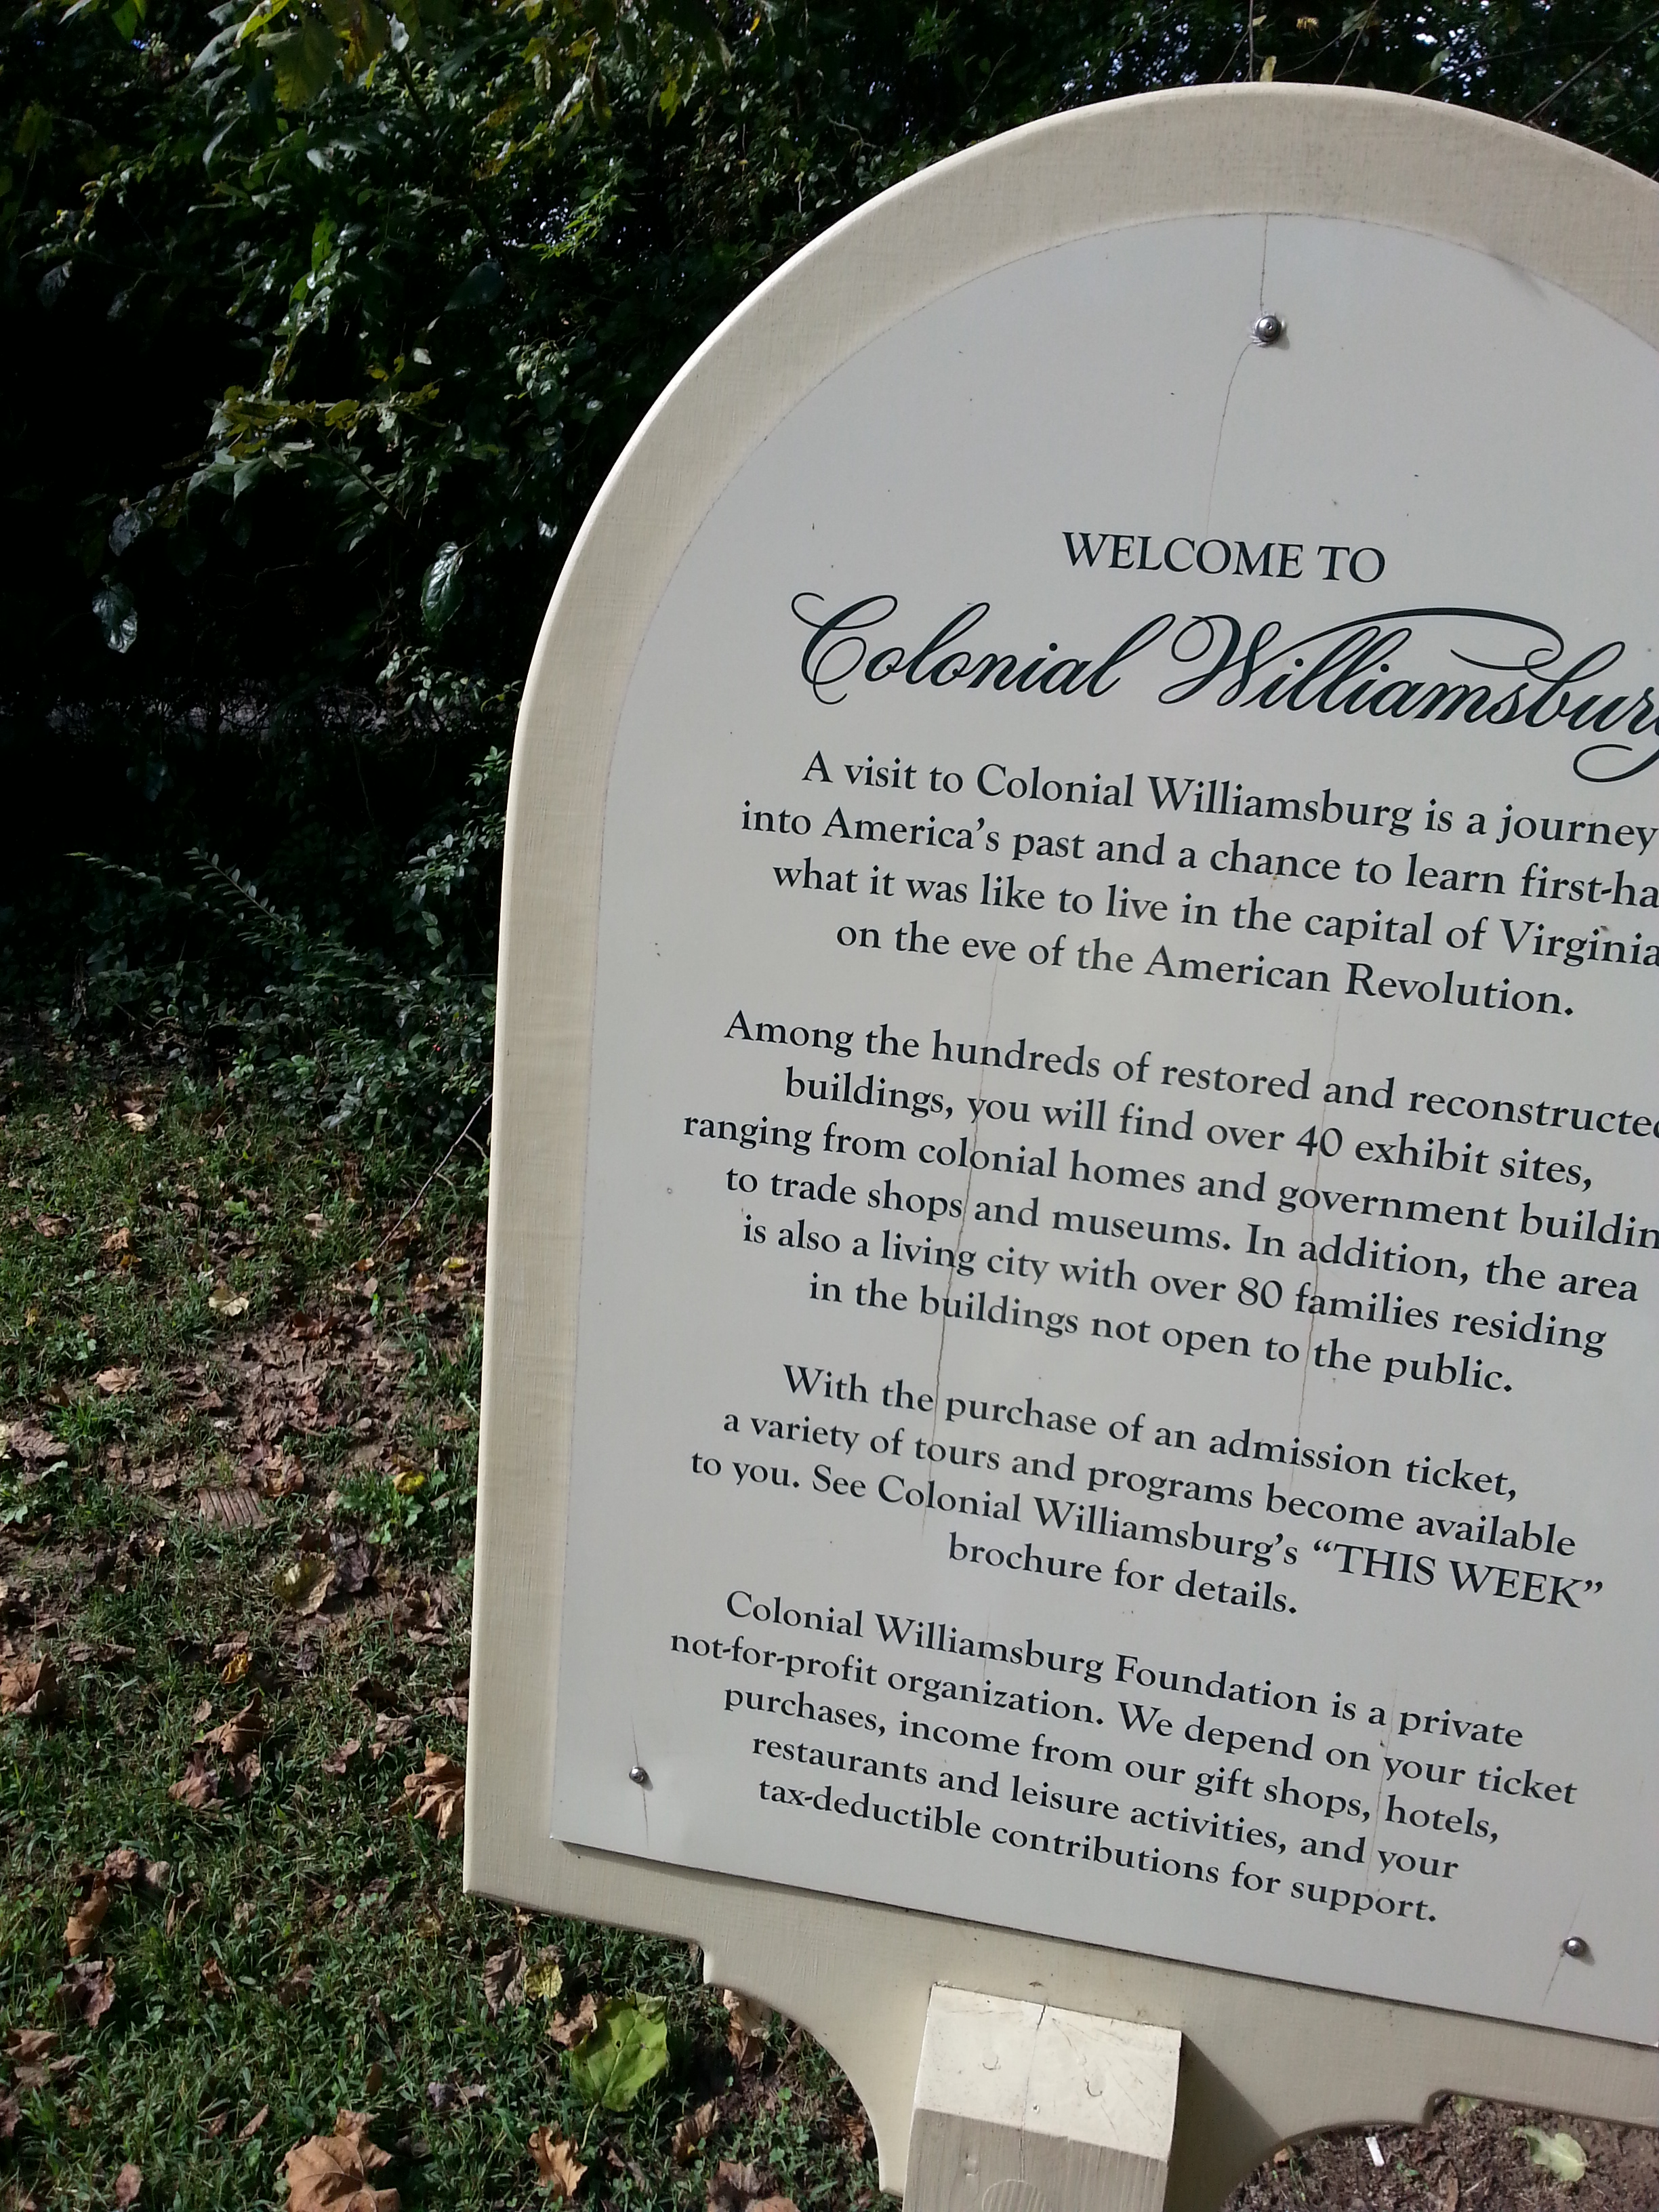 WELCOME TO
Colonial Williamsburg
A visit to Colonial Williamsburg is a journey
into America's past and a chance to learn first-ha
what it was like to live in the capital of Virginia
on the eve of the American Revolution.
Among the hundreds of restored and reconstructed
buildings, you will find over 40 exhibit sites,
ranging from colonial homes and government buildin
to trade shops and museums. In addition, the area
is also a living city with over 80 families residing
in the buildings not open to the public.
With the purchase of an admission ticket,
a variety of tours and programs become available
to you. See Colonial Williamsburg's “THIS WEEK”
brochure for details.
Colonial Williamsburg Foundation is a private
not-for-profit organization. We depend on your ticket
purchases, income from our gift shops, hotels,
restaurants and leisure activities, and your
tax-deductible contributions for support.